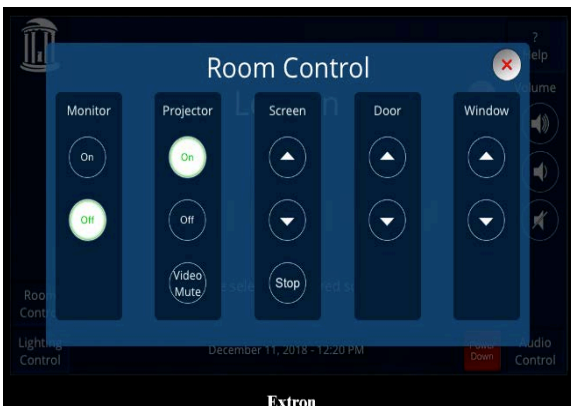 ?
Help
Room Control
Volume
Monitor
Projector
Screen
Door
Window
On
On
Off
Off
Video
Mute
Stop
Room
Lighting
Control
December 11, 2018 - 12:20 PM
Power
Down
Audio
Control
Extron